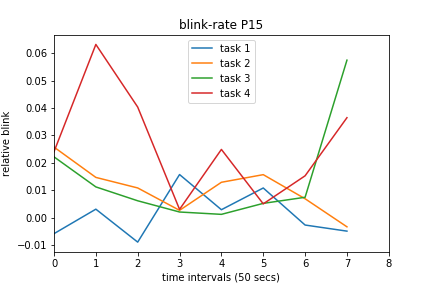 blink-rate P15
relative blink
0.06
0.05
0.04
0.03
0.02
0.01
0.00
−0.01
task 1
task 2
task 3
task 4
0 1 2 3 4 5 6 7 8
time intervals (50 secs)